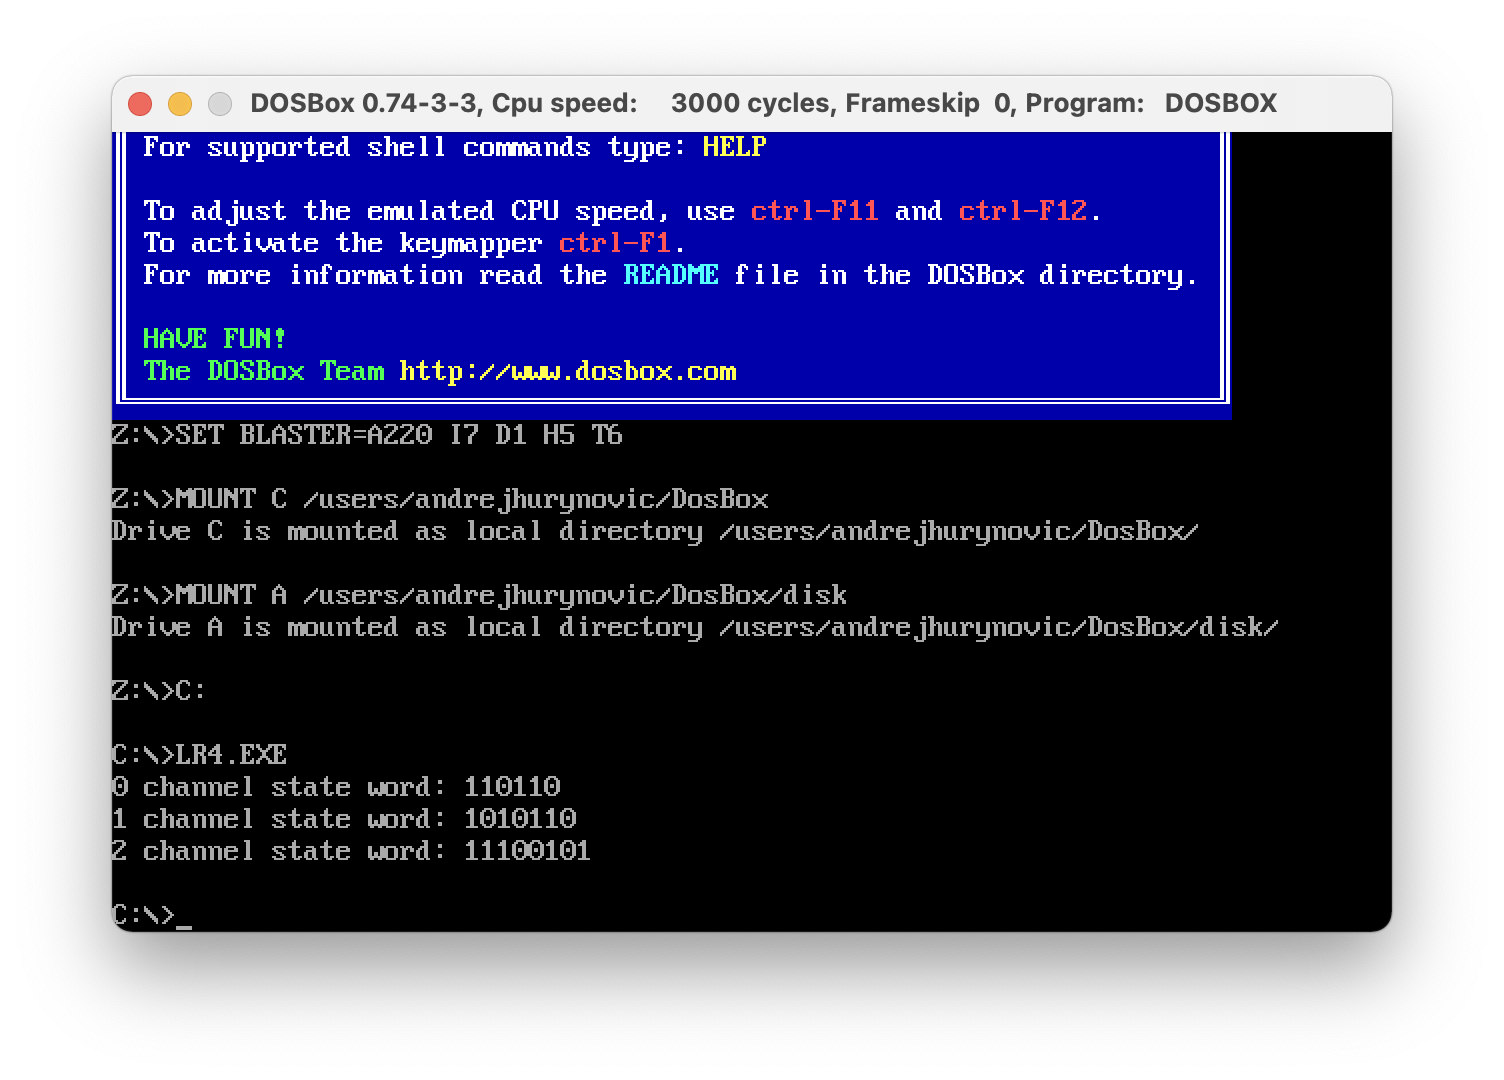 DOSBox 0.74-3-3, Cpu speed: 3000 cycles, Frameskip 0, Program: DOSBOX
For supported shell commands type: HELP
To adjust the emulated CPU speed, use ctrl-F11 and ctrl-F12.
To activate the keymapper ctrl-F1.
For more information read the README file in the DOSBox directory.
HAVE FUN!
The DOSBox Team http://www.dosbox.com
Z:\>SET BLASTER=A220 I7 D1 H5 T6
Z:\>MOUNT C /users/andrejhurynovic/DosBox
Drive C is mounted as local directory /users/andrejhurynovic/DosBox/
Z:\>MOUNT A /users/andrejhurynovic/DosBox/disk
Drive A is mounted as local directory /users/andrejhurynovic/DosBox/disk/
Z:\>C:
C:\>LR4.EXE
0 channel state word: 110110
1 channel state word: 1010110
2 channel state word: 11100101
C:\>_